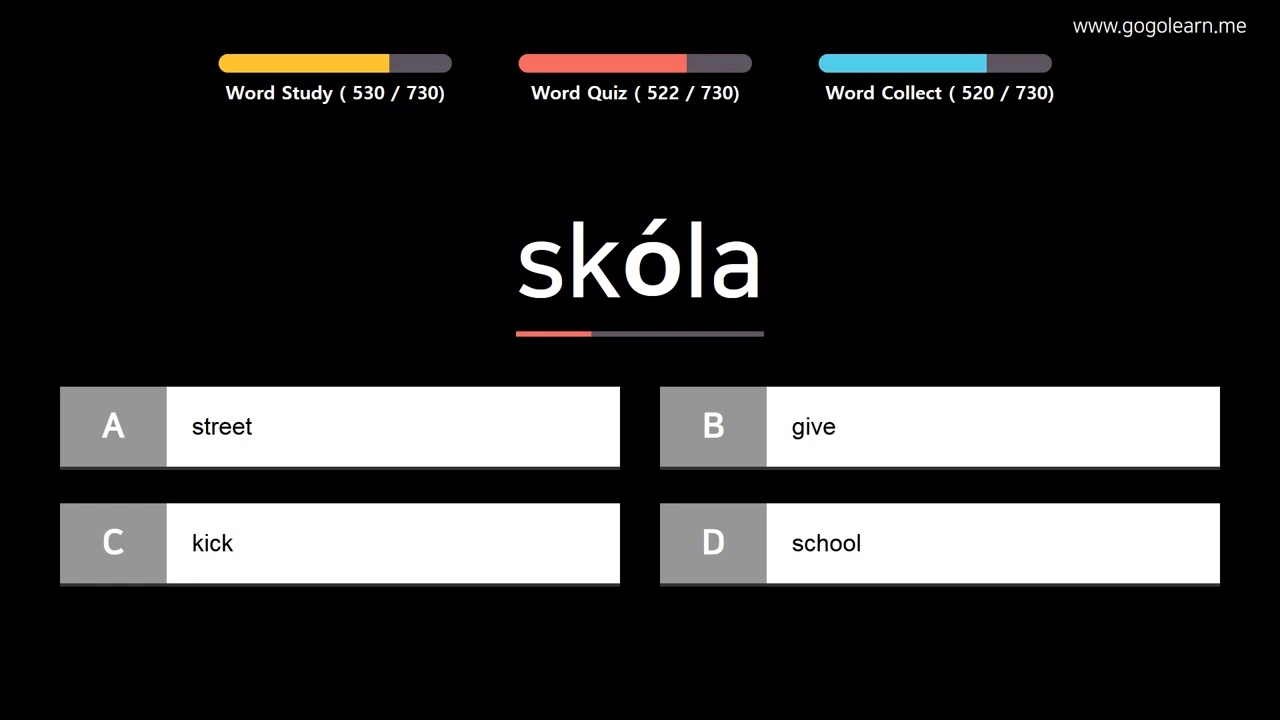 www.gogolearn.me
Word Study ( 530 / 730)
Word Quiz ( 522 / 730)
Word Collect ( 520 / 730)
skóla
A street
B give
C kick
D school